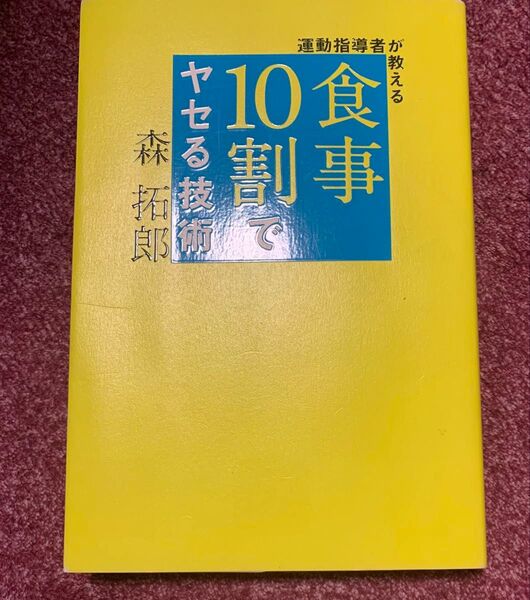 運動指導者が教える
食事
10割で
ヤセる技術
森 拓郎